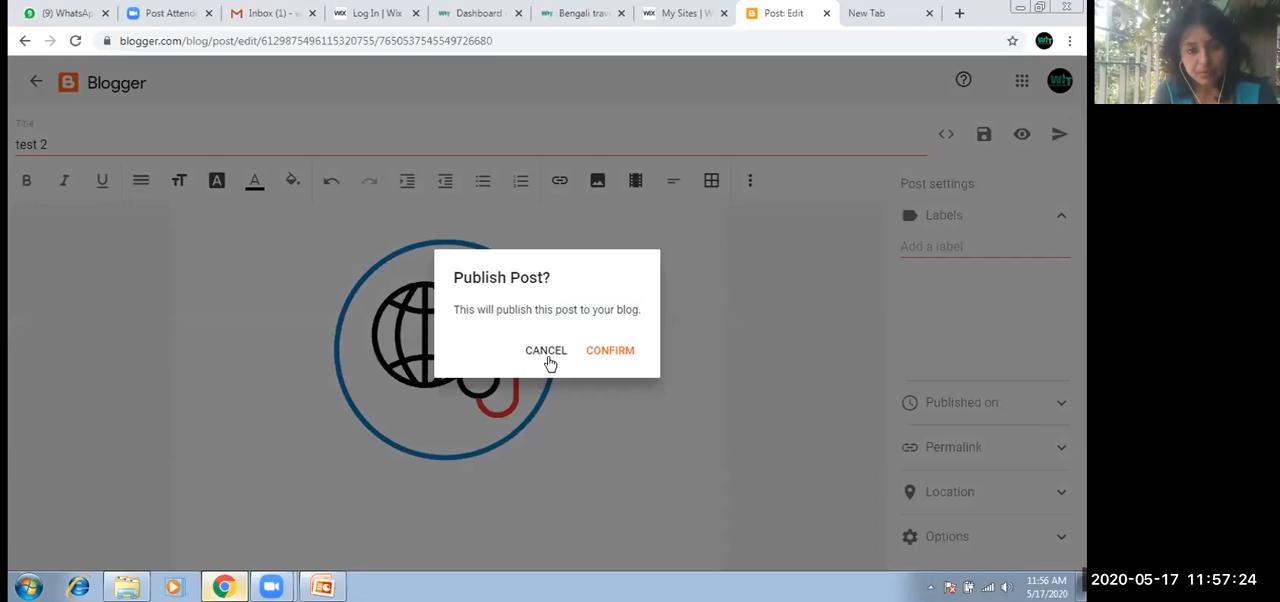 (9) WhatsAp
Post Attend
Inbox (1) -
Log In | Wix
Dashboard
Bengali trav
My Sites | W
Post: Edit
New Tab
blogger.com/blog/post/edit/6129875496115320755/7650537545549726680
Blogger
Title
test 2
Post settings
Labels
Add a label
Publish Post?
This will publish this post to your blog.
CANCEL CONFIRM
Published on
Permalink
Location
Options
11:56 AM
5/17/2020
2020-05-17 11:57:24